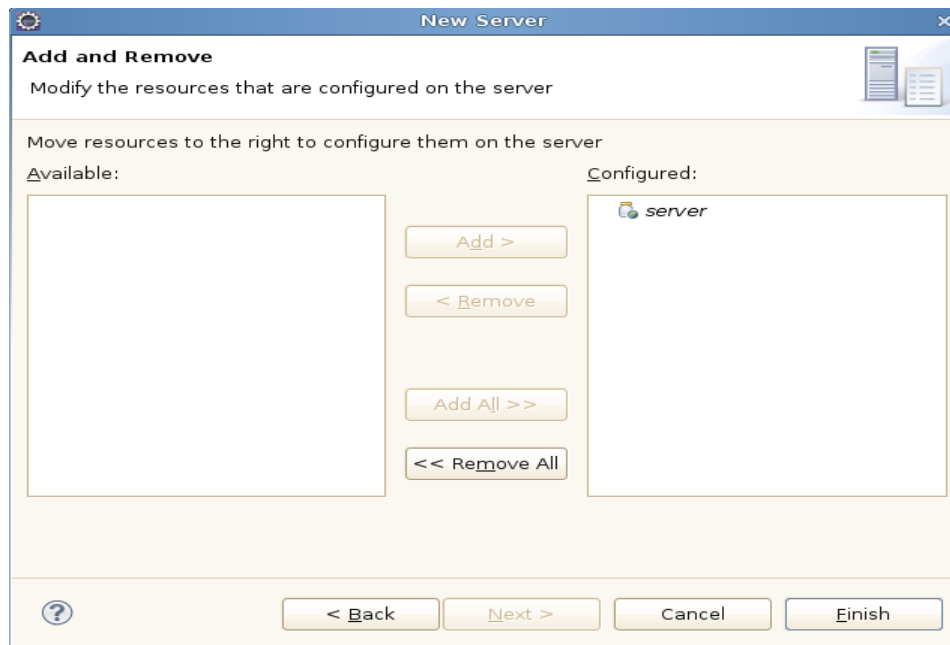 New Server
Add and Remove
Modify the resources that are configured on the server
Move resources to the right to configure them on the server
Available:
Configured:
server
Add >
< Remove
Add All >>
<< Remove All
?
< Back
Next >
Cancel
Finish